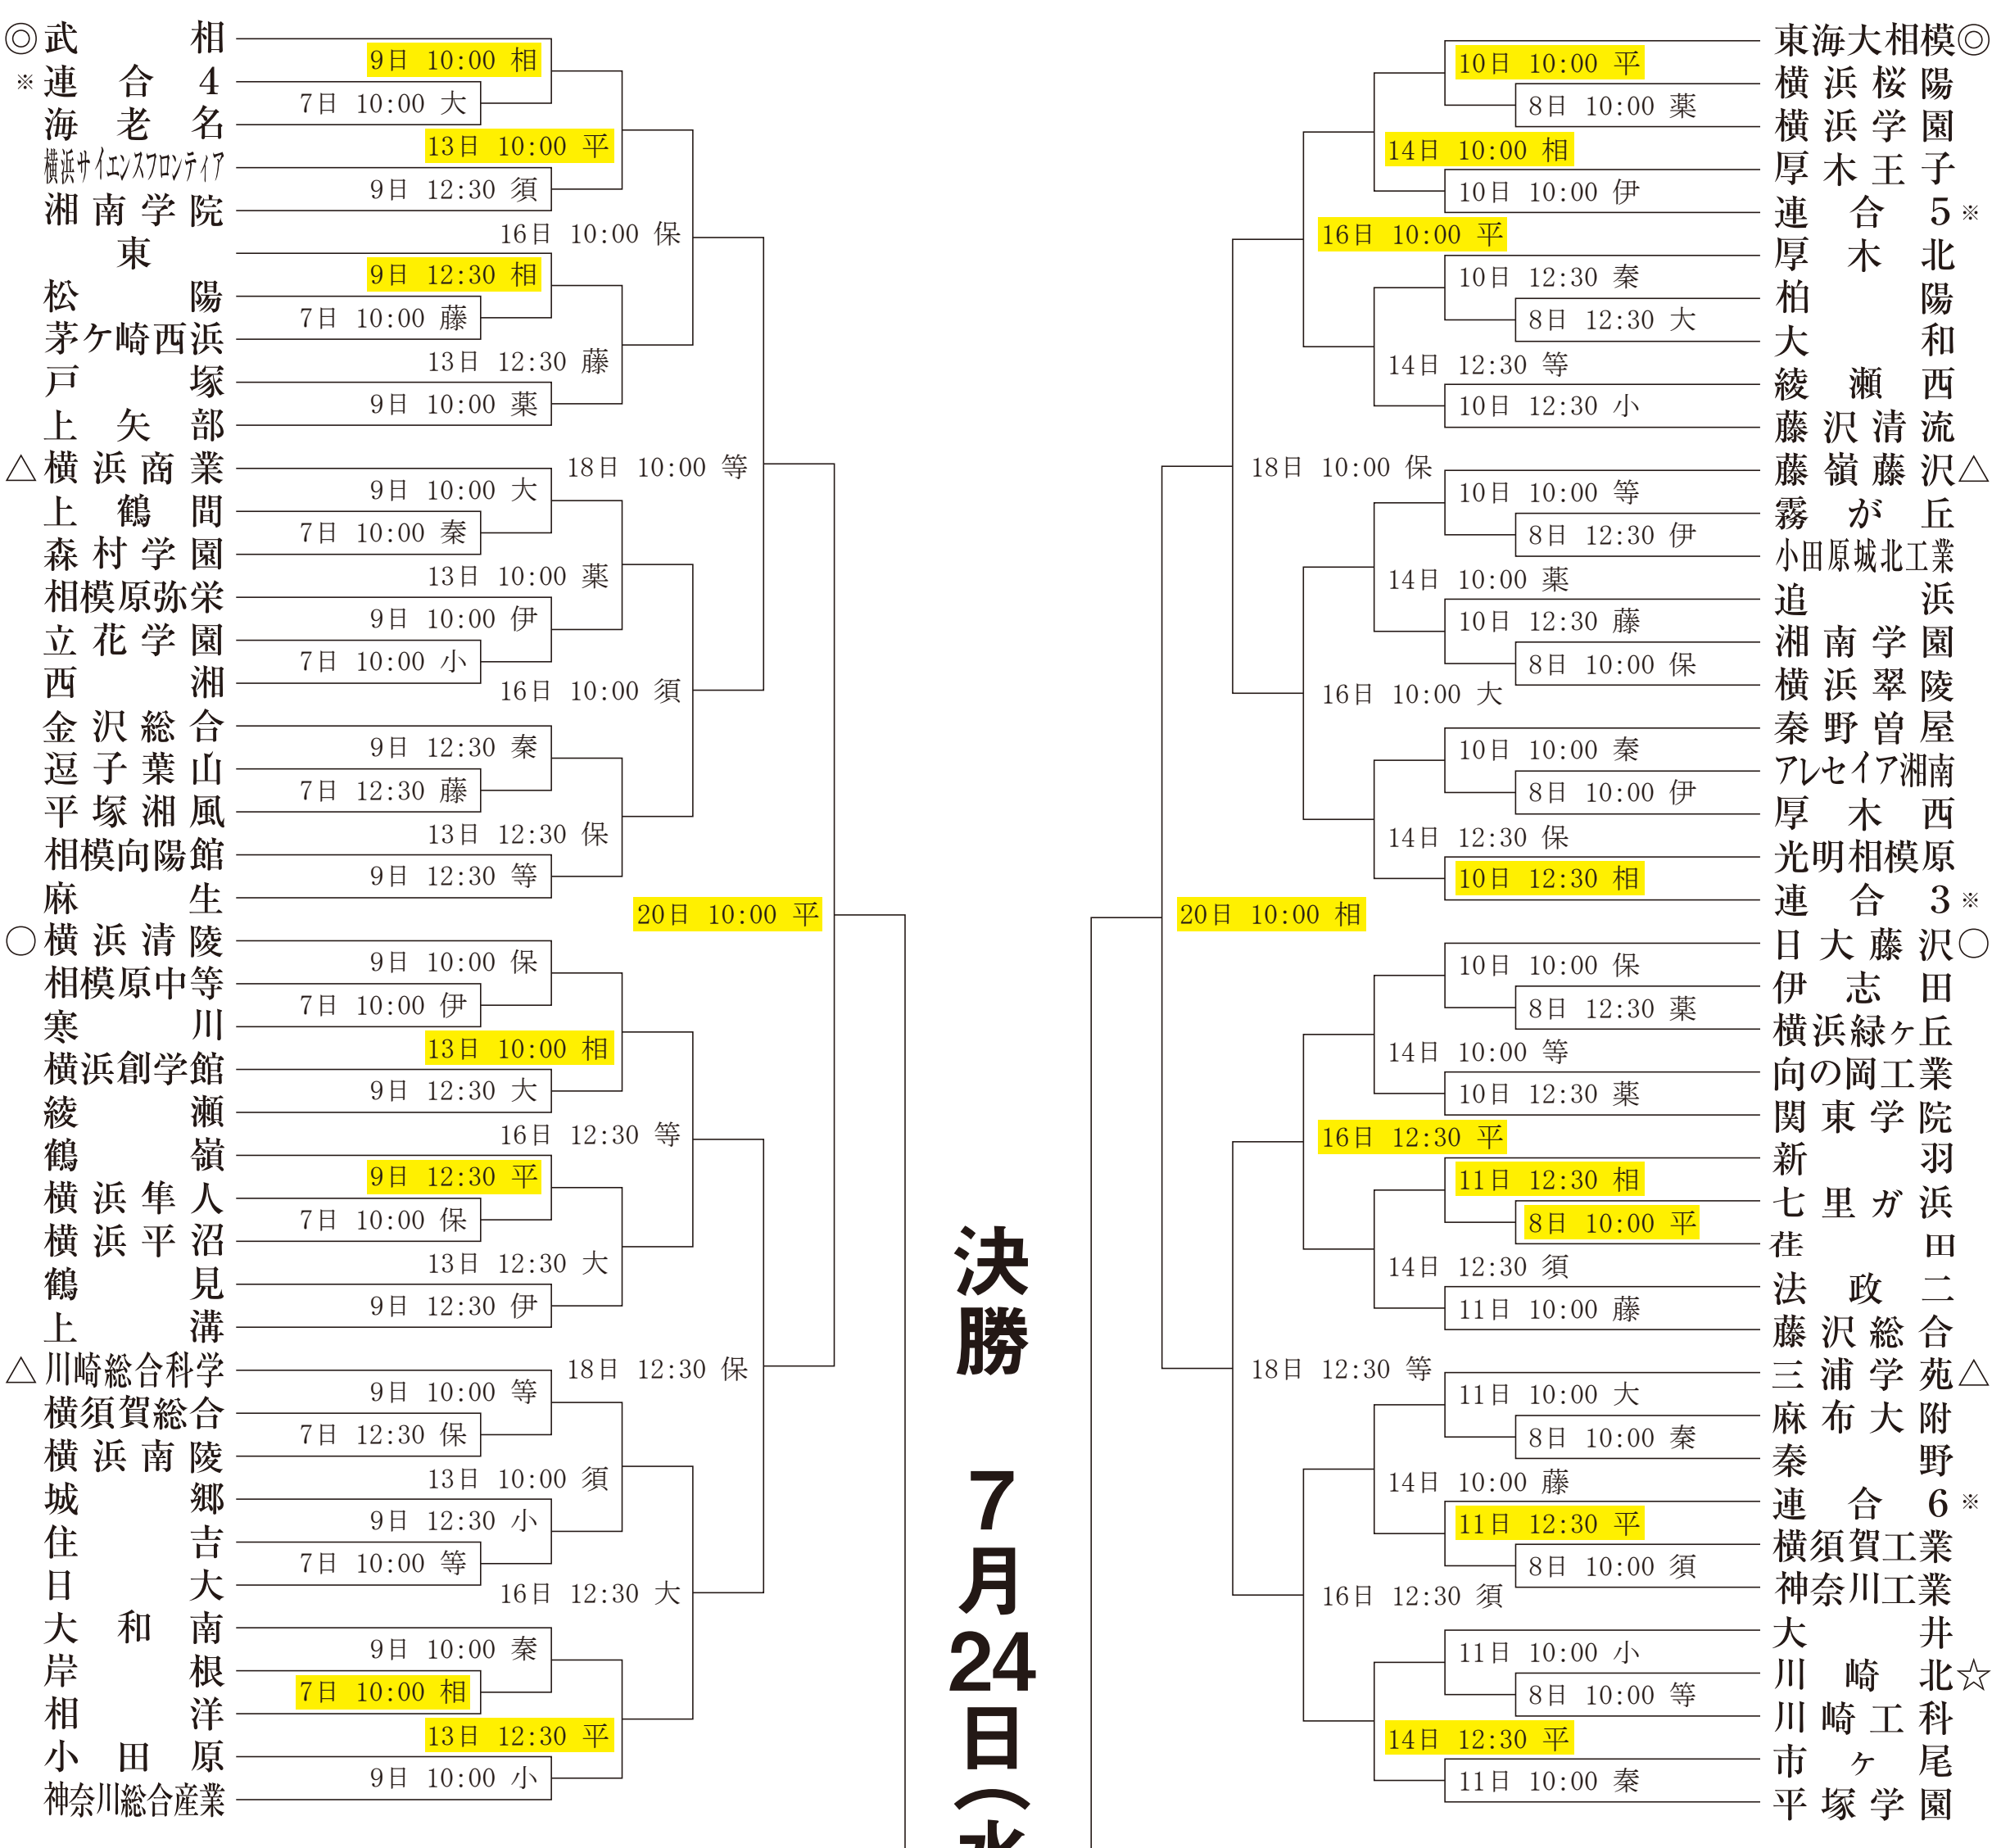 ◎武相
※連合4
海老名
横浜サイエンスフロンティア
湘南学院
東
松陽
茅ケ崎西浜
戸塚
上矢部
△横浜商業
上鶴間
森村学園
相模原弥栄
立花学園
西湘
金沢総合
逗子葉山
平塚湘風
相模向陽館
麻生
○横浜清陵
相模原中等
寒川
横浜創学館
綾瀬
鶴嶺
横浜隼人
横浜平沼
鶴見
上溝
△川崎総合科学
横須賀総合
横浜南陵
城郷
住吉
日大
大和南
岸根
相洋
小田原
神奈川総合産業
9日 10:00 相
7日 10:00 大
13日 10:00 平
9日 12:30 須
16日 10:00 保
9日 12:30 相
7日 10:00 藤
13日 12:30 藤
9日 10:00 薬
18日 10:00 等
9日 10:00 大
7日 10:00 秦
13日 10:00 薬
9日 10:00 伊
7日 10:00 小
16日 10:00 須
9日 12:30 秦
7日 12:30 藤
13日 12:30 保
9日 12:30 等
20日 10:00 平
9日 10:00 保
7日 10:00 伊
13日 10:00 相
9日 12:30 大
16日 12:30 等
9日 12:30 平
7日 10:00 保
13日 12:30 大
9日 12:30 伊
18日 12:30 保
9日 10:00 等
7日 12:30 保
13日 10:00 須
9日 12:30 小
7日 10:00 等
16日 12:30 大
9日 10:00 秦
7日 10:00 相
13日 12:30 平
9日 10:00 小
決勝 7月24日(水
10日 10:00 平
8日 10:00 薬
14日 10:00 相
10日 10:00 伊
16日 10:00 平
10日 12:30 秦
8日 12:30 大
14日 12:30 等
10日 12:30 小
18日 10:00 保
10日 10:00 等
8日 12:30 伊
14日 10:00 薬
10日 12:30 藤
8日 10:00 保
16日 10:00 大
10日 10:00 秦
8日 10:00 伊
14日 12:30 保
10日 12:30 相
20日 10:00 相
10日 10:00 保
8日 12:30 薬
14日 10:00 等
10日 12:30 薬
16日 12:30 平
11日 12:30 相
8日 10:00 平
14日 12:30 須
11日 10:00 藤
18日 12:30 等
11日 10:00 大
8日 10:00 秦
14日 10:00 藤
11日 12:30 平
8日 10:00 須
16日 12:30 須
11日 10:00 小
8日 10:00 等
14日 12:30 平
11日 10:00 秦
東海大相模◎
横浜桜陽
横浜学園
厚木王子
連合5※
厚木北
柏陽
大和
綾瀬西
藤沢清流
藤嶺藤沢△
霧が丘
小田原城北工業
追浜
湘南学園
横浜翠陵
秦野曽屋
アレセイア湘南
厚木西
光明相模原
連合3※
日大藤沢○
伊志田
横浜緑ヶ丘
向の岡工業
関東学院
新羽
七里ガ浜
荏田
法政二
藤沢総合
三浦学苑△
麻布大附
秦野
連合6※
横須賀工業
神奈川工業
大井
川崎北☆
川崎工科
市ヶ尾
平塚学園